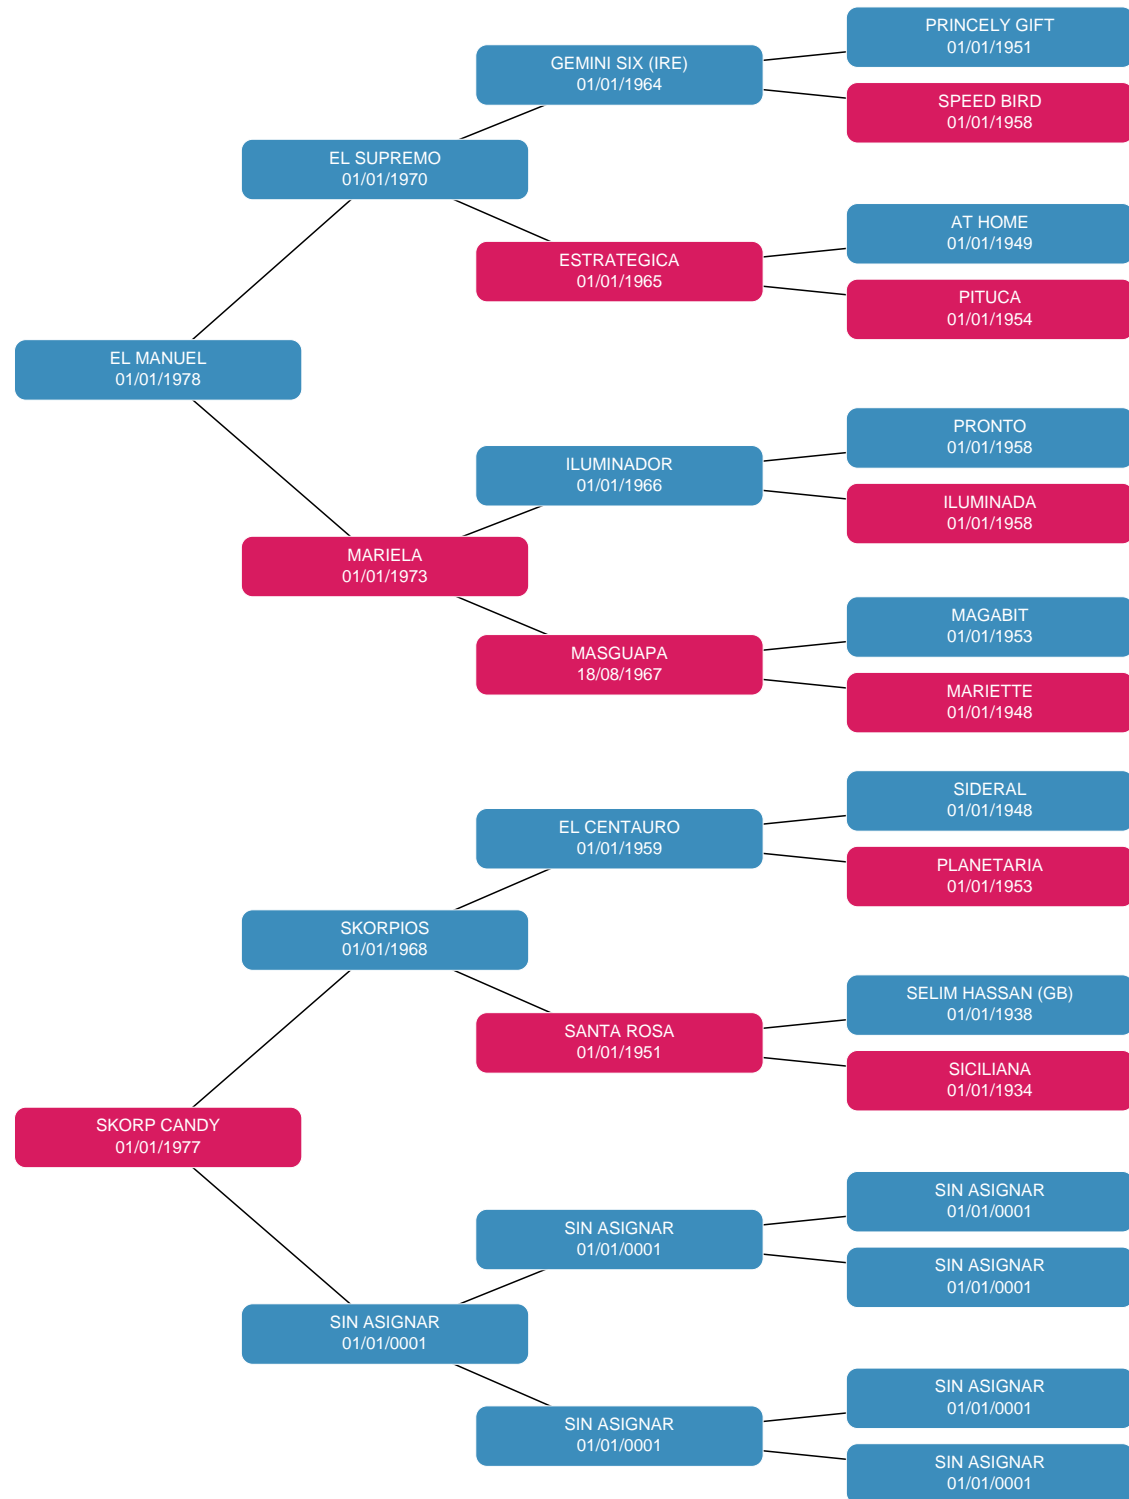 PRINCELY GIFT
01/01/1951
GEMINI SIX (IRE)
01/01/1964
SPEED BIRD
01/01/1958
EL SUPREMO
01/01/1970
AT HOME
01/01/1949
ESTRATEGICA
01/01/1965
PITUCA
01/01/1954
EL MANUEL
01/01/1978
PRONTO
01/01/1958
ILUMINADOR
01/01/1966
ILUMINADA
01/01/1958
MARIELA
01/01/1973
MAGABIT
01/01/1953
MASGUAPA
18/08/1967
MARIETTE
01/01/1948
SIDERAL
01/01/1948
EL CENTAURO
01/01/1959
PLANETARIA
01/01/1953
SKORPIOS
01/01/1968
SELIM HASSAN (GB)
01/01/1938
SANTA ROSA
01/01/1951
SICILIANA
01/01/1934
SKORP CANDY
01/01/1977
SIN ASIGNAR
01/01/0001
SIN ASIGNAR
01/01/0001
SIN ASIGNAR
01/01/0001
SIN ASIGNAR
01/01/0001
SIN ASIGNAR
01/01/0001
SIN ASIGNAR
01/01/0001
SIN ASIGNAR
01/01/0001